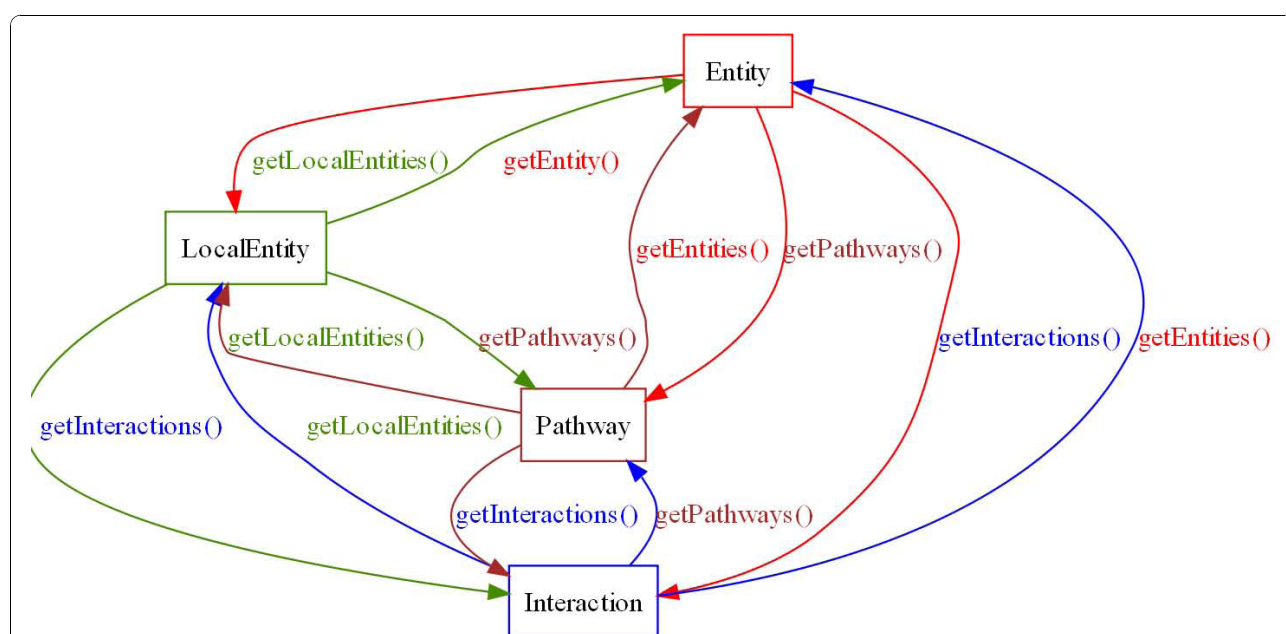 Entity
getLocalEntities()
getEntity()
LocalEntity
getEntities()
getPathways()
getLocalEntities()
getPathways()
getInteractions()
getEntities()
getInteractions()
getLocalEntities()
Pathway
getInteractions()
getPathways()
Interaction